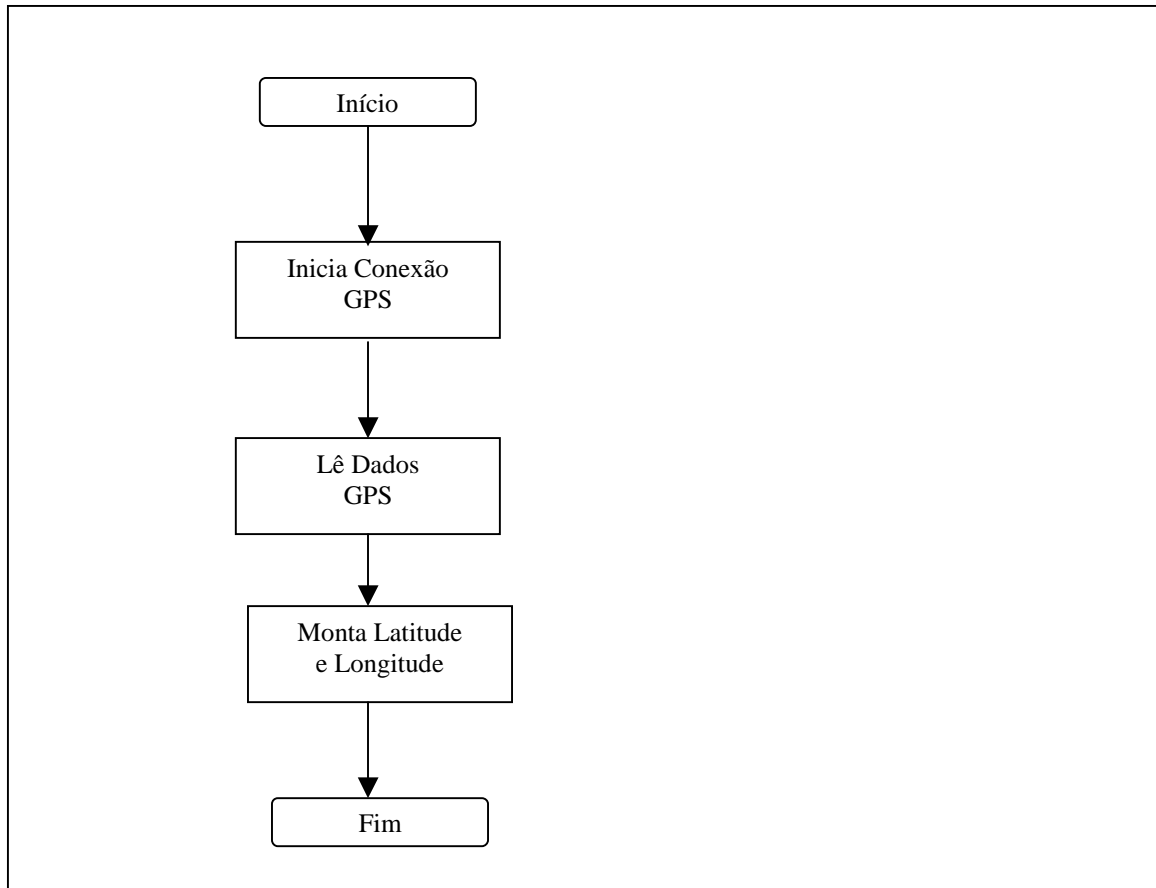 Início
Inicia Conexão
GPS
Lê Dados
GPS
Monta Latitude
e Longitude
Fim